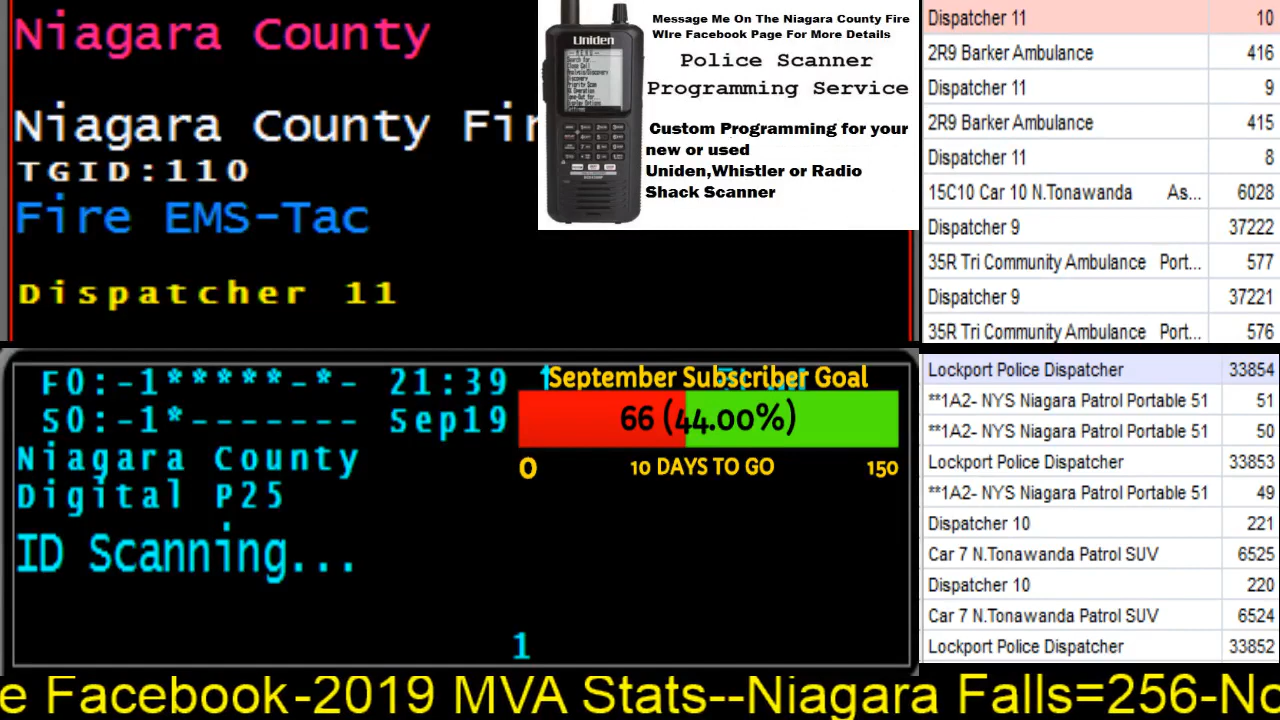 Niagara County
Niagara County Fir
TGID:110
Fire EMS-Tac
Dispatcher 11
Uniden
Message Me On The Niagara County Fire
WIre Facebook Page For More Details
Police Scanner
Programming Service
Custom Programming for your
new or used
Uniden,Whistler or Radio
Shack Scanner
Dispatcher 11 10
2R9 Barker Ambulance 416
Dispatcher 11 9
2R9 Barker Ambulance 415
Dispatcher 11 8
15C10 Car 10 N.Tonawanda As... 6028
Dispatcher 9 37222
35R Tri Community Ambulance Port... 577
Dispatcher 9 37221
35R Tri Community Ambulance Port... 576
F0:-1*****-*- 21:39
S0:-1*------- Sep19
Niagara County
Digital P25
ID Scanning...
1
September Subscriber Goal
66 (44.00%)
0 10 DAYS TO GO 150
Lockport Police Dispatcher 33854
**1A2- NYS Niagara Patrol Portable 51 51
**1A2- NYS Niagara Patrol Portable 51 50
Lockport Police Dispatcher 33853
**1A2- NYS Niagara Patrol Portable 51 49
Dispatcher 10 221
Car 7 N.Tonawanda Patrol SUV 6525
Dispatcher 10 220
Car 7 N.Tonawanda Patrol SUV 6524
Lockport Police Dispatcher 33852
e Facebook-2019 MVA Stats--Niagara Falls=256-No